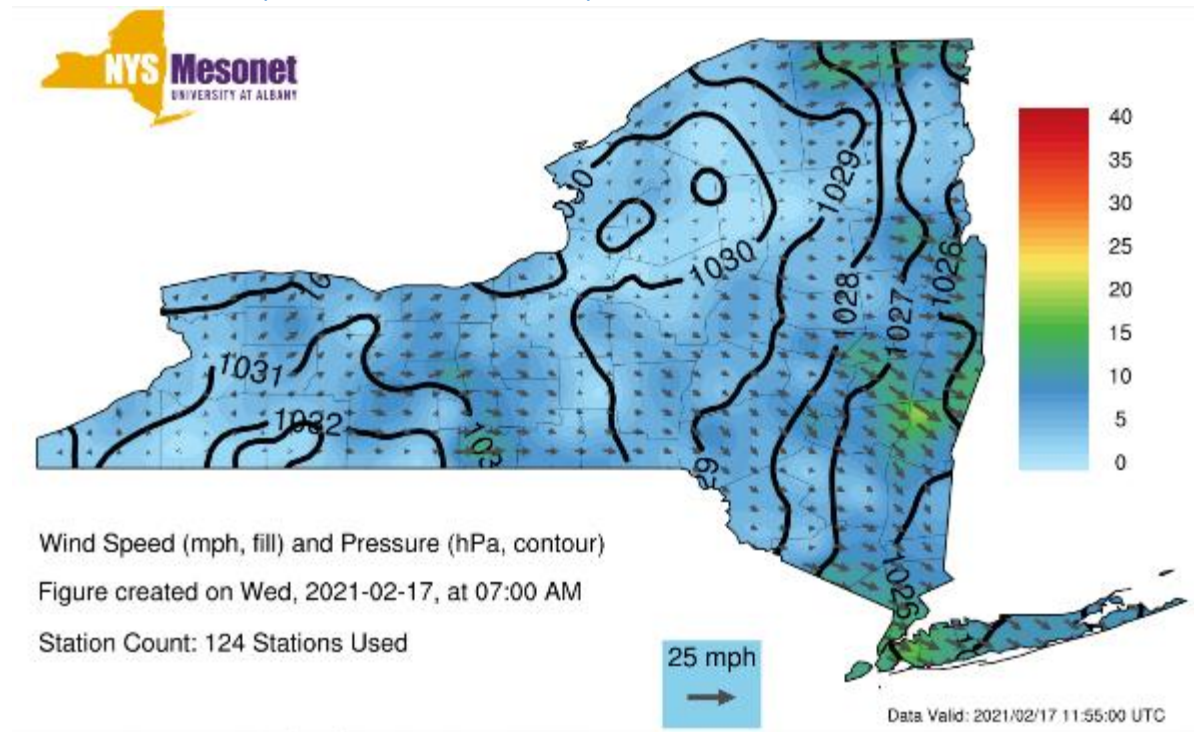 NYS Mesonet
UNIVERSITY AT ALBANY
1029
1030
1028
1027
1026
1031
1032
1025
40
35
30
25
20
15
10
5
0
Wind Speed (mph, fill) and Pressure (hPa, contour)
Figure created on Wed, 2021-02-17, at 07:00 AM
Station Count: 124 Stations Used
25 mph
Data Valid: 2021/02/17 11:55:00 UTC